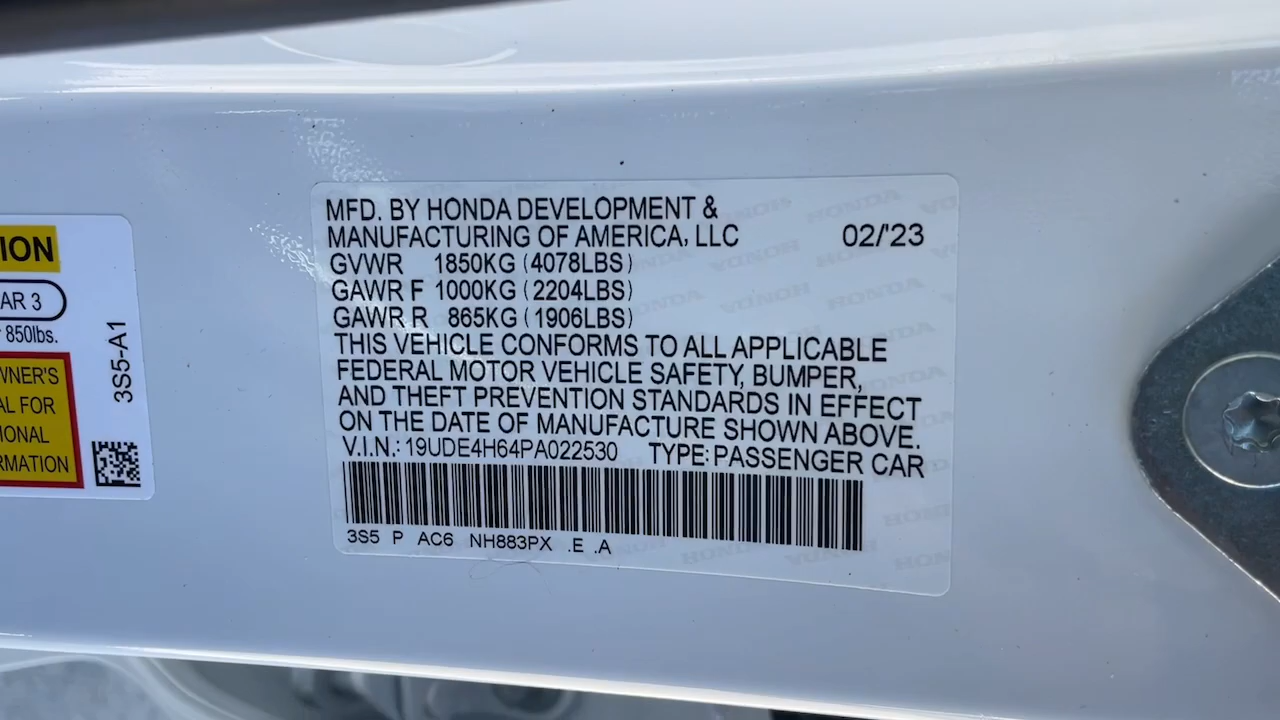 ION
AR 3
850lbs.
WNER'S
AL FOR
IONAL
RMATION
3S5-A1
MFD. BY HONDA DEVELOPMENT &
MANUFACTURING OF AMERICA, LLC 02/'23
GVWR 1850KG (4078LBS)
GAWR F 1000KG (2204LBS)
GAWR R 865KG (1906LBS)
THIS VEHICLE CONFORMS TO ALL APPLICABLE
FEDERAL MOTOR VEHICLE SAFETY, BUMPER,
AND THEFT PREVENTION STANDARDS IN EFFECT
ON THE DATE OF MANUFACTURE SHOWN ABOVE.
V.I.N.: 19UDE4H64PA022530 TYPE: PASSENGER CAR
3S5 P AC6 NH883PX .E .A